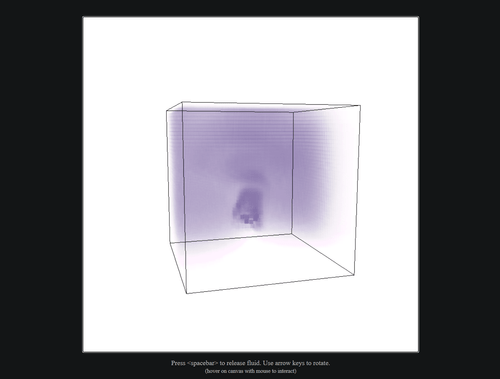 Press <spacebar> to release fluid. Use arrow keys to rotate.
(hover on canvas with mouse to interact)